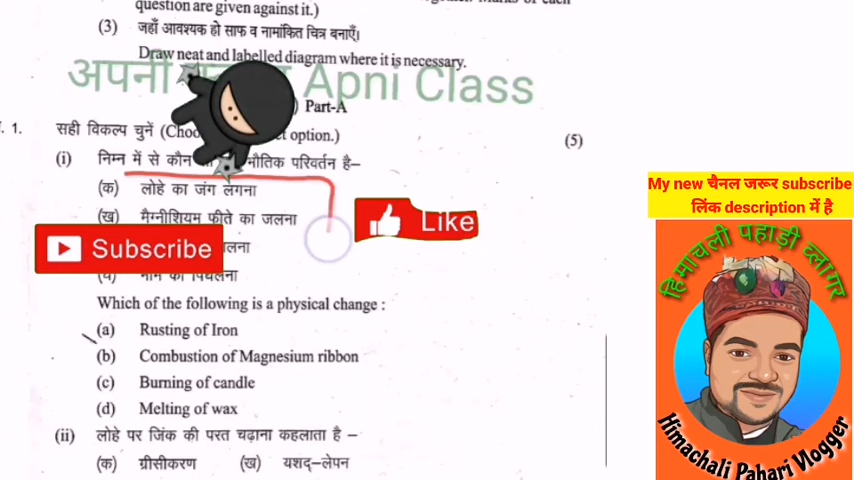 question are given against it.)
(3) जहाँ आवश्यक हो साफ व नामांकित चित्र बनाएँ।
Draw neat and labelled diagram where it is necessary.
अपनी Apni Class
Part-A
1. सही विकल्प चुनें option.) (5)
(i) निम्न में से कौन भौतिक परिवर्तन है–
(क) लोहे का जंग लगना
(ख) मैग्नीशियम फीते का जलना
Like
Subscribe
Which of the following is a physical change :
(a) Rusting of Iron
(b) Combustion of Magnesium ribbon
(c) Burning of candle
(d) Melting of wax
(ii) लोहे पर जिंक की परत चढ़ाना कहलाता है –
(क) ग्रीसीकरण (ख) यशद्–लेपन
My new चैनल जरूर subscribe
लिंक description में है
हिमाचली पहाड़ी व्लागर
Himachali Pahari Vlogger